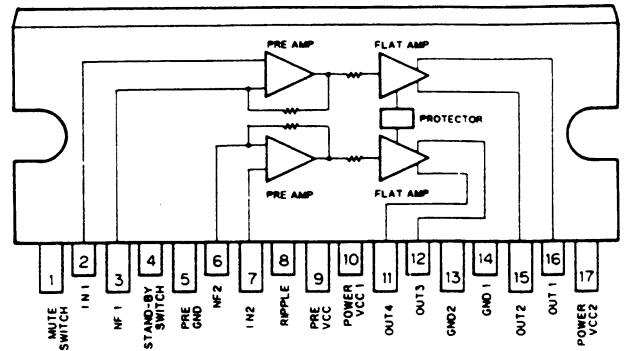 PRE AMP
FLAT AMP
PROTECTOR
PRE AMP
FLAT AMP
1
2
3
4
5
6
7
8
9
10
11
12
13
14
15
16
17
MUTE
SWITCH
IN1
NF1
STAND-BY
SWITCH
PRE
GND
NF2
IN2
RIPPLE
PRE
VCC
POWER
VCC1
OUT4
OUT3
GND2
GND1
OUT2
OUT1
POWER
VCC2